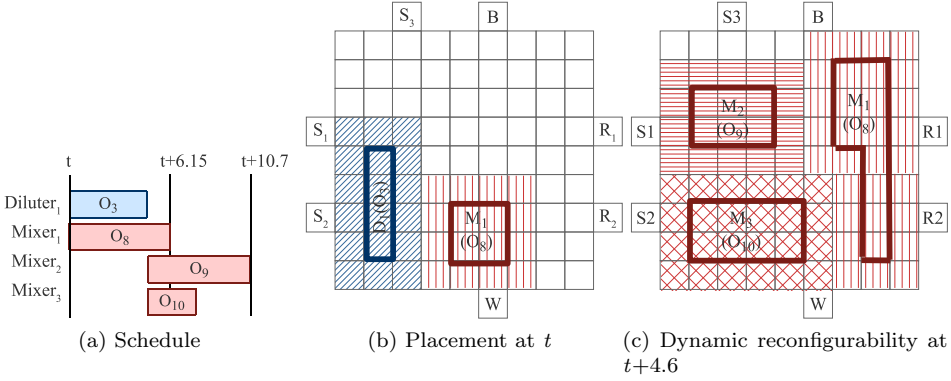 t
t+6.15
t+10.7
Diluter₁
O₃
Mixer₁
O₈
Mixer₂
O₉
Mixer₃
O₁₀
(a) Schedule
S₃
B
S₁
R₁
S₂
R₂
D₁(O₃)
M₁
(O₈)
W
(b) Placement at t
S3
B
S1
R1
S2
R2
M₂
(O₉)
M₁
(O₈)
M₃
(O₁₀)
W
(c) Dynamic reconfigurability at
t+4.6